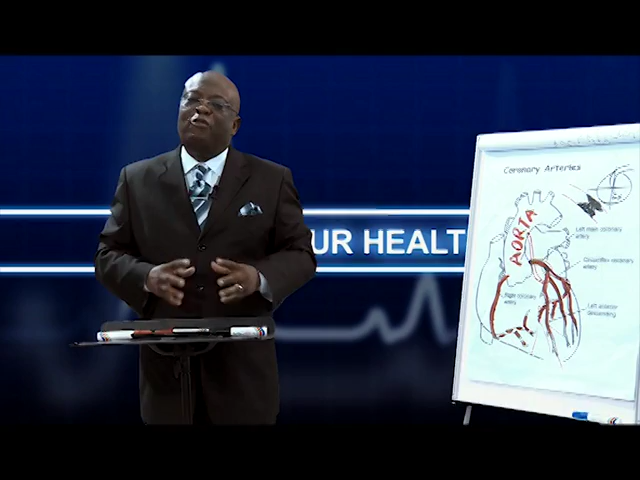 UR HEALT
Coronary Arteries
AORTA
Left main coronary
artery
Circumflex coronary
artery
Right coronary
artery
Left anterior
descending